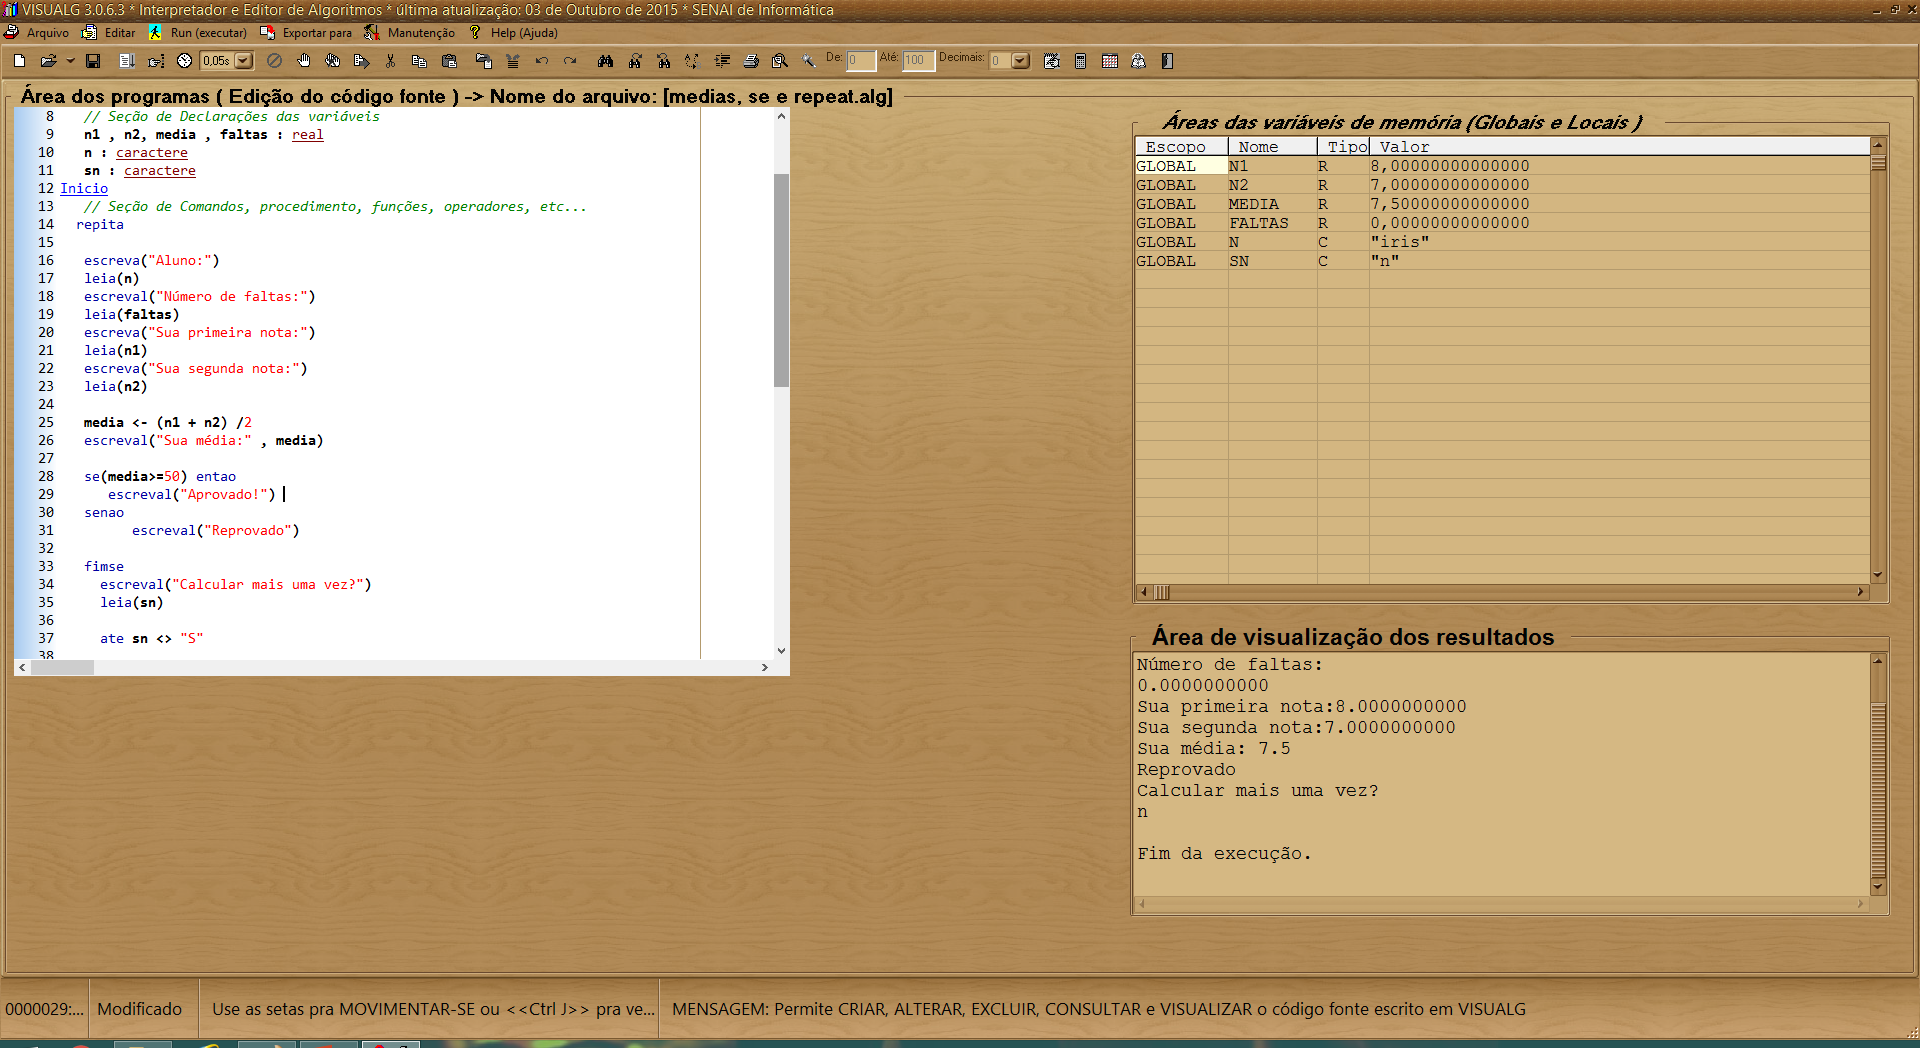 VISUALG 3.0.6.3 * Interpretador e Editor de Algoritmos * última atualização: 03 de Outubro de 2015 * SENAI de Informática
Arquivo Editar Run (executar) Exportar para Manutenção Help (Ajuda)
0,05s De: 0 Até: 100 Decimais: 0
Área dos programas ( Edição do código fonte ) -> Nome do arquivo: [medias, se e repeat.alg]
8 // Seção de Declarações das variáveis
9 n1 , n2, media , faltas : real
10 n : caractere
11 sn : caractere
12 Inicio
13 // Seção de Comandos, procedimento, funções, operadores, etc...
14 repita
15
16 escreva("Aluno:")
17 leia(n)
18 escreval("Número de faltas:")
19 leia(faltas)
20 escreva("Sua primeira nota:")
21 leia(n1)
22 escreva("Sua segunda nota:")
23 leia(n2)
24
25 media <- (n1 + n2) /2
26 escreval("Sua média:" , media)
27
28 se(media>=50) entao
29 escreval("Aprovado!")
30 senao
31 escreval("Reprovado")
32
33 fimse
34 escreval("Calcular mais uma vez?")
35 leia(sn)
36
37 ate sn <> "S"
38
Áreas das variáveis de memória (Globais e Locais )
Escopo Nome Tipo Valor
GLOBAL N1 R 8,00000000000000
GLOBAL N2 R 7,00000000000000
GLOBAL MEDIA R 7,50000000000000
GLOBAL FALTAS R 0,00000000000000
GLOBAL N C "iris"
GLOBAL SN C "n"
Área de visualização dos resultados
Número de faltas:
0.0000000000
Sua primeira nota:8.0000000000
Sua segunda nota:7.0000000000
Sua média: 7.5
Reprovado
Calcular mais uma vez?
n
Fim da execução.
0000029:... Modificado Use as setas pra MOVIMENTAR-SE ou <<Ctrl J>> pra ve... MENSAGEM: Permite CRIAR, ALTERAR, EXCLUIR, CONSULTAR e VISUALIZAR o código fonte escrito em VISUALG